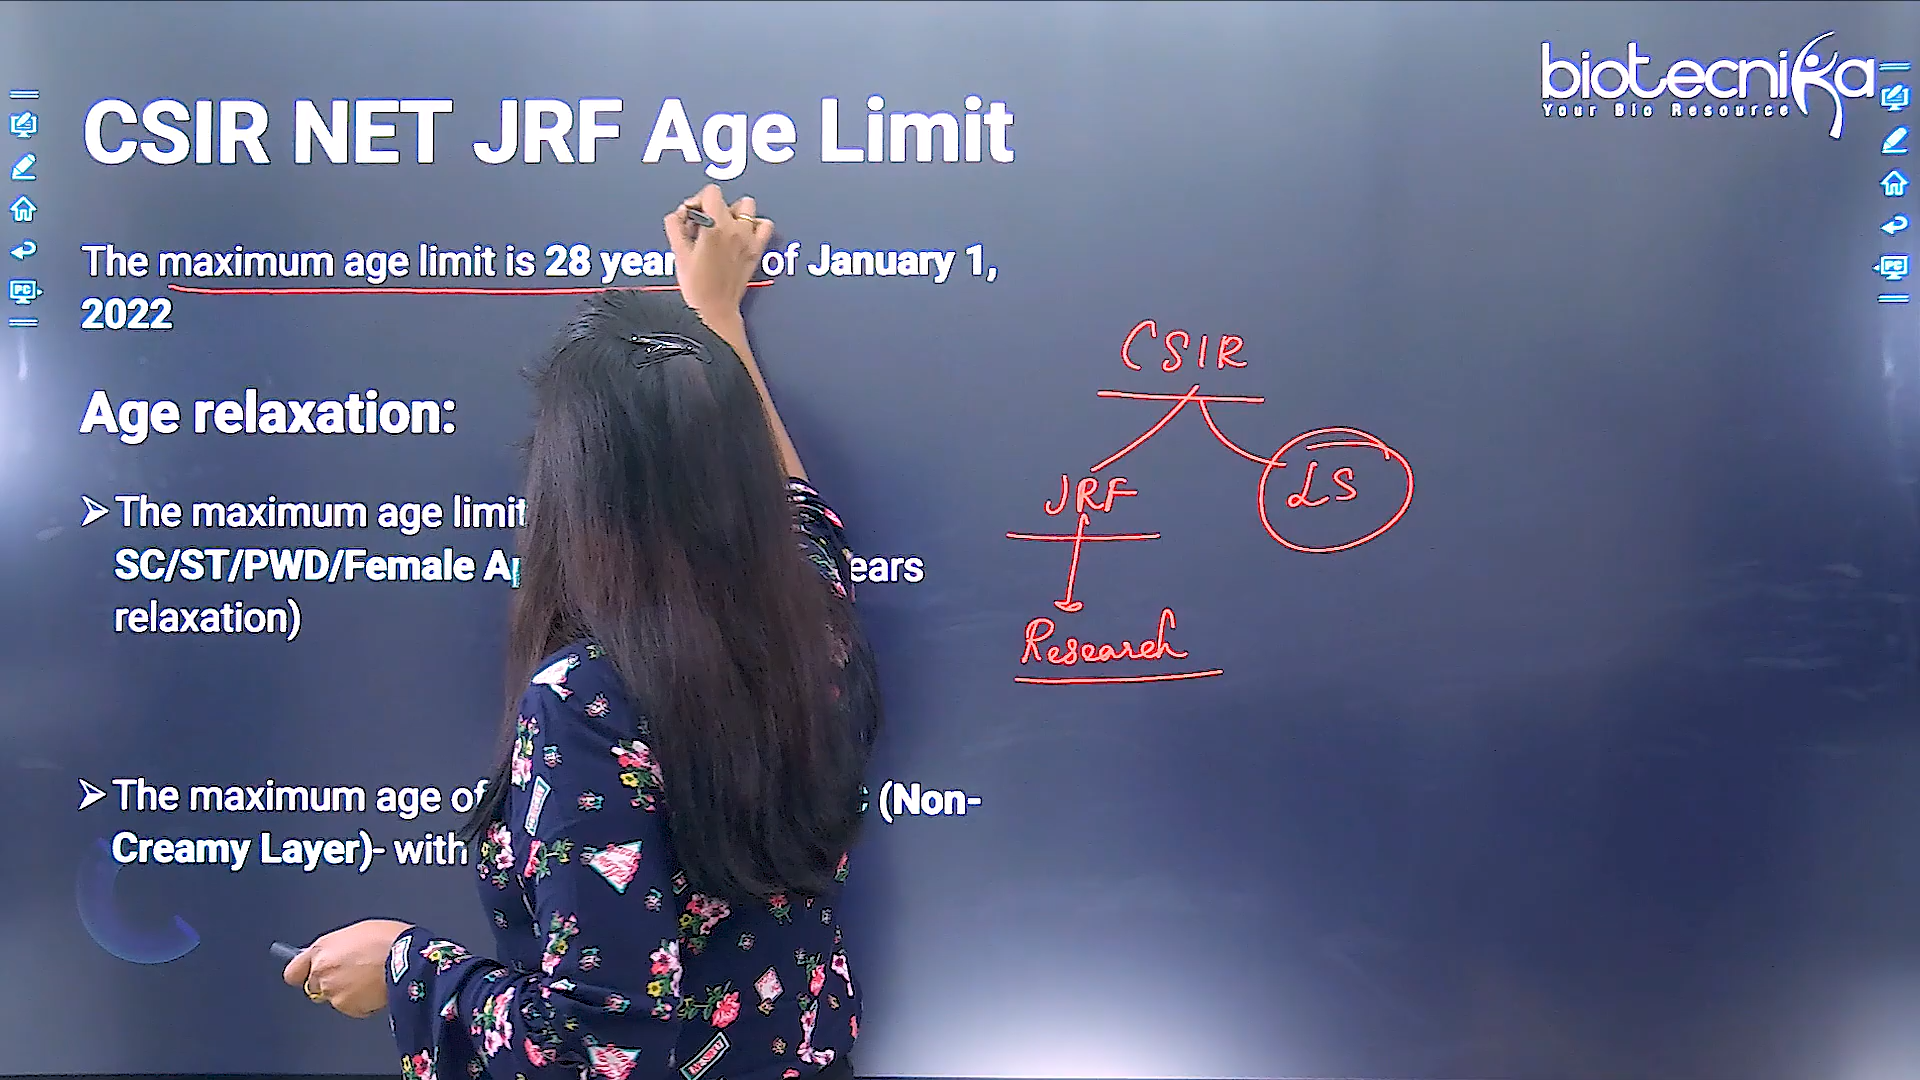 biotecnika
Your Bio Resource
CSIR NET JRF Age Limit
The maximum age limit is 28 year of January 1,
2022
Age relaxation:
➢ The maximum age limit
SC/ST/PWD/Female ears
relaxation)
➢ The maximum age of (Non-
Creamy Layer)- with
CSIR
JRF LS
Research
PC
PC